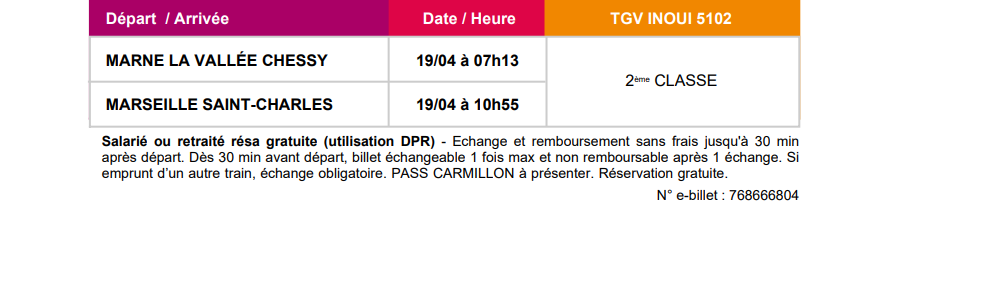 Départ / Arrivée Date / Heure TGV INOUI 5102
MARNE LA VALLÉE CHESSY 19/04 à 07h13
2ème CLASSE
MARSEILLE SAINT-CHARLES 19/04 à 10h55
Salarié ou retraité résa gratuite (utilisation DPR) - Echange et remboursement sans frais jusqu'à 30 min
après départ. Dès 30 min avant départ, billet échangeable 1 fois max et non remboursable après 1 échange. Si
emprunt d’un autre train, échange obligatoire. PASS CARMILLON à présenter. Réservation gratuite.
N° e-billet : 768666804